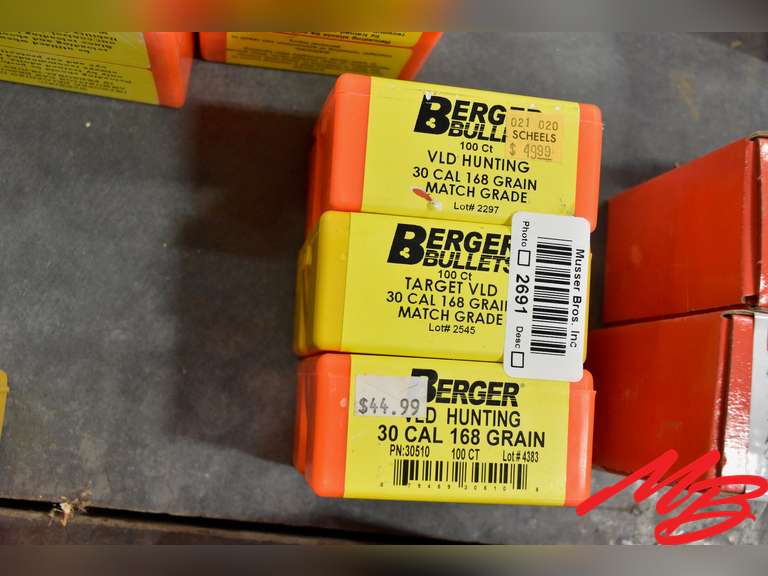 BERGER
BULLETS
021 020
SCHEELS
$ 4999
100 Ct
VLD HUNTING
30 CAL 168 GRAIN
MATCH GRADE
Lot# 2297
BERGER
BULLETS
100 Ct
TARGET VLD
30 CAL 168 GRAIN
MATCH GRADE
Lot# 2545
Musser Bros. Inc
2691
Photo
Desc
BERGER
$44.99
VLD HUNTING
30 CAL 168 GRAIN
PN:30510 100 CT Lot # 4383
MB